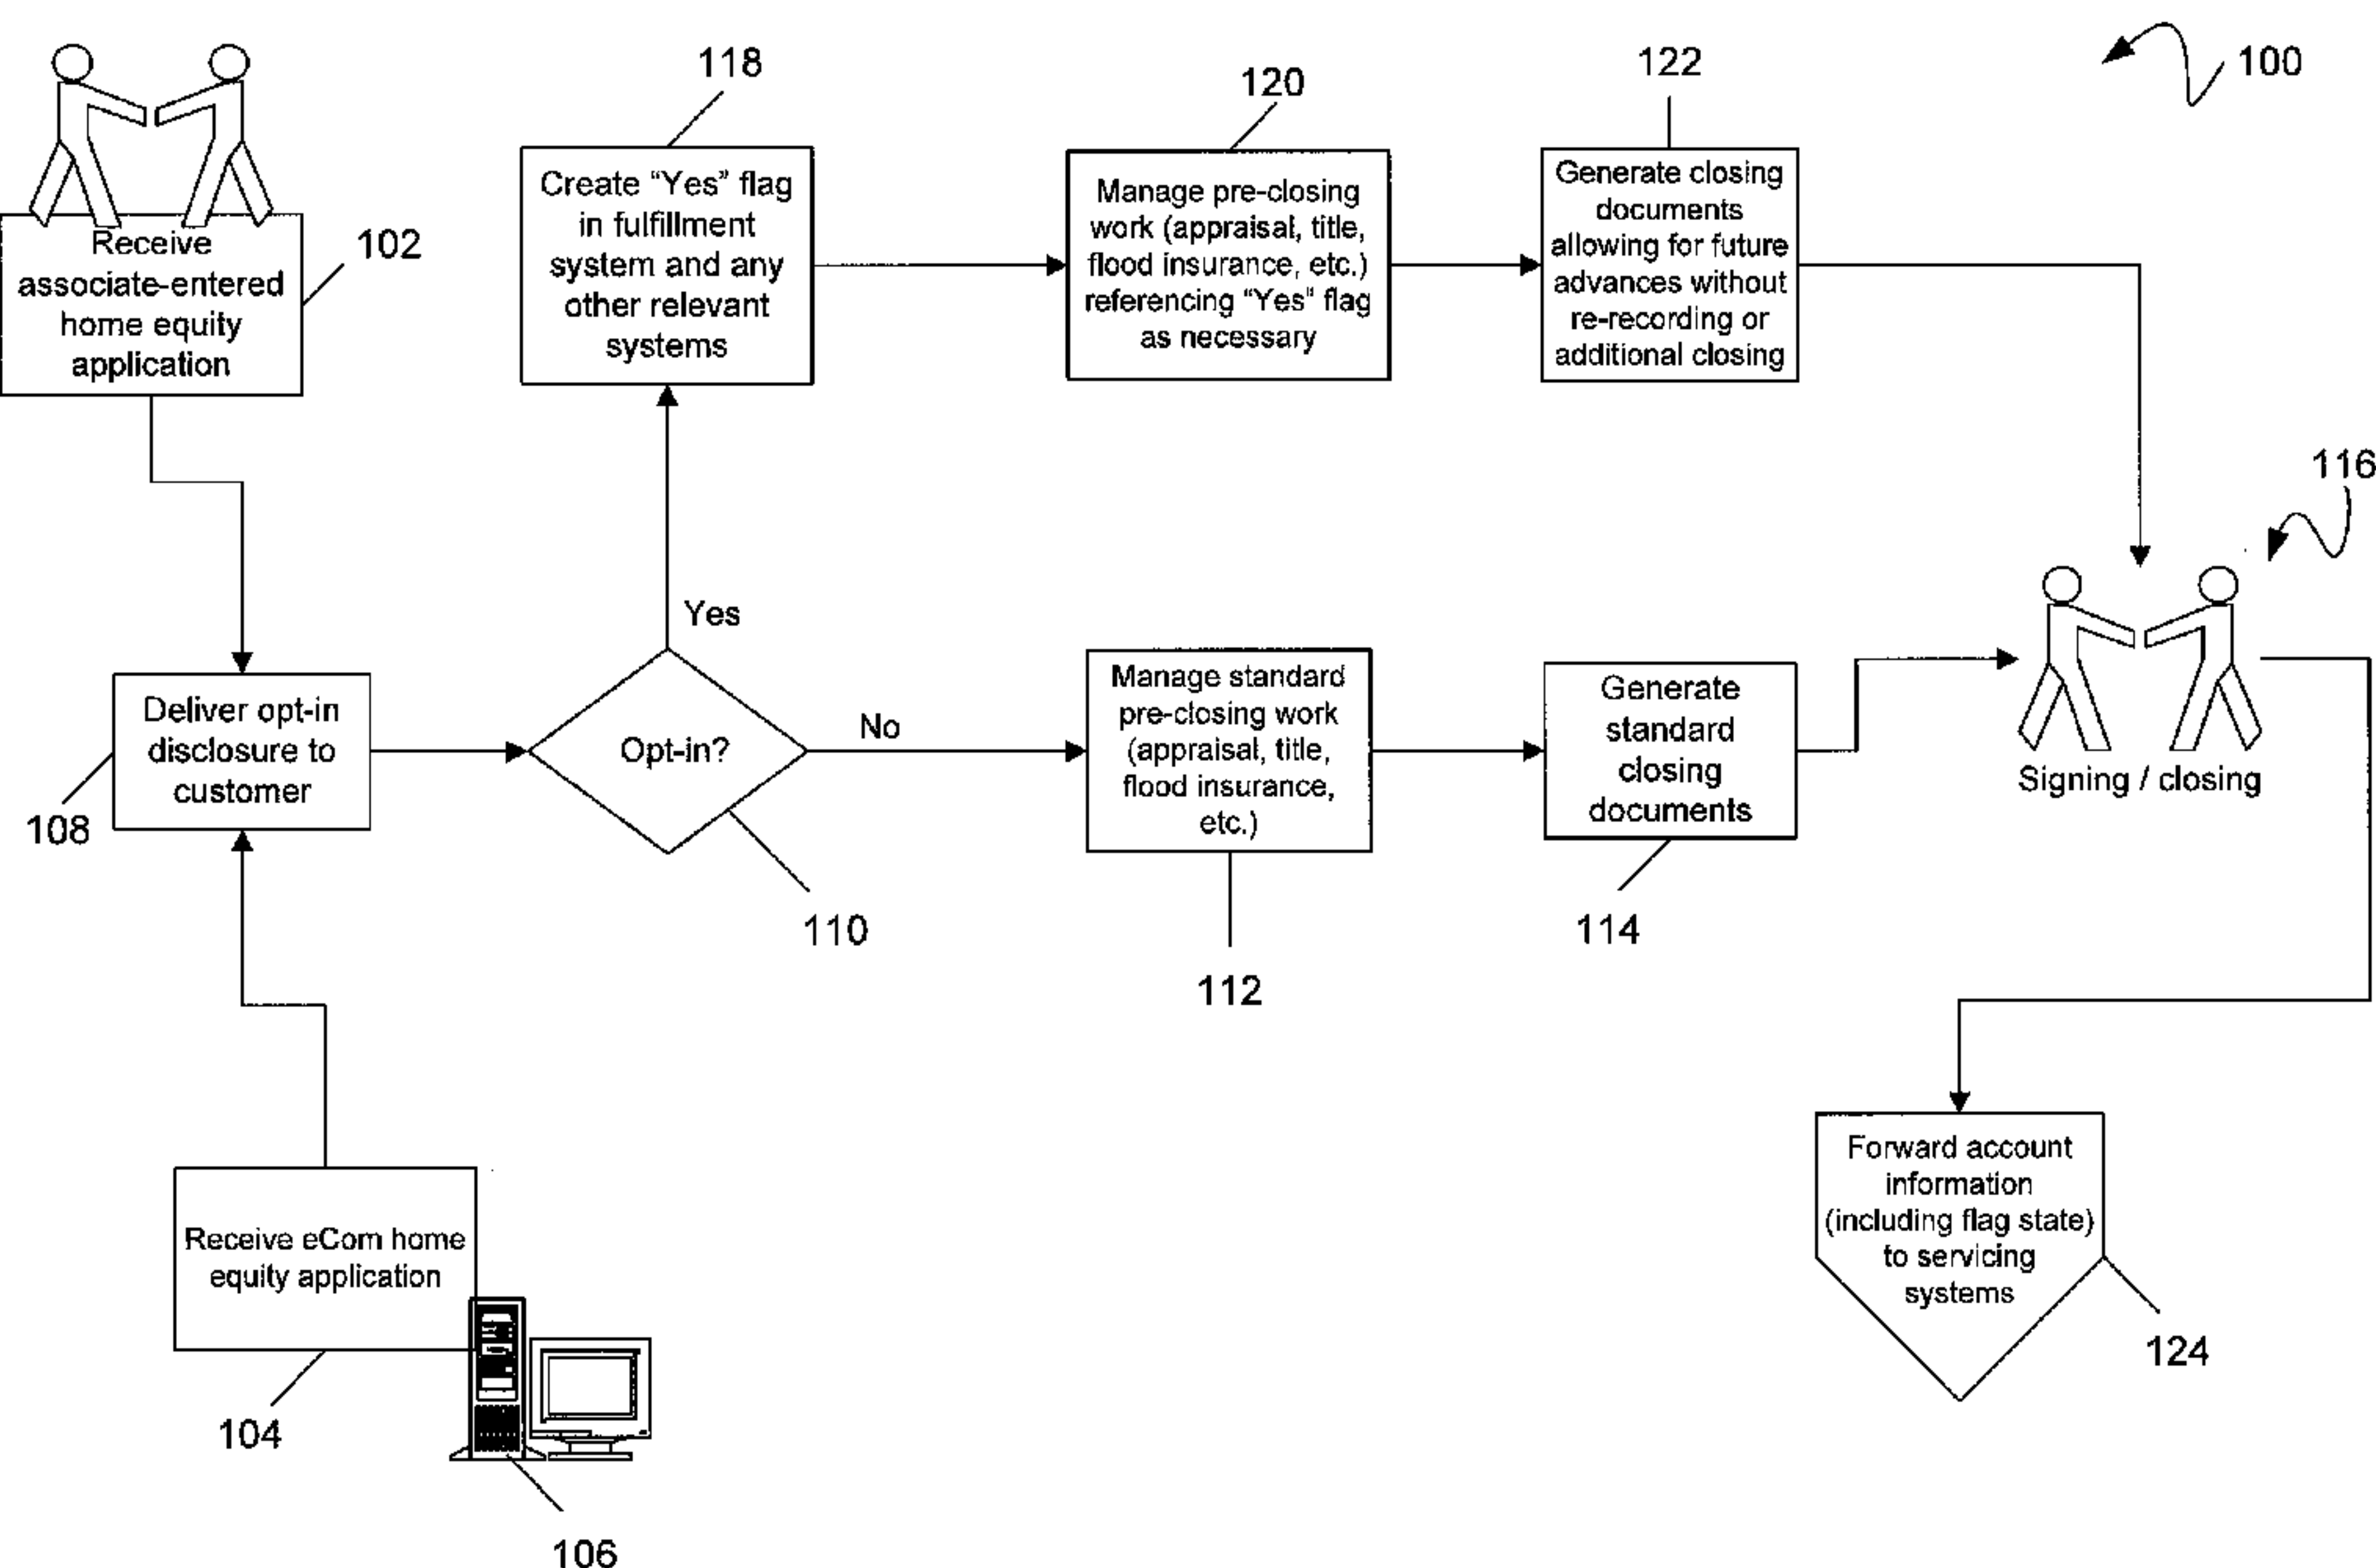 118
120
122
100
Create “Yes” flag
in fulfillment
system and any
other relevant
systems
Manage pre-closing
work (appraisal, title,
flood insurance, etc.)
referencing “Yes” flag
as necessary
Generate closing
documents
allowing for future
advances without
re-recording or
additional closing
Receive
associate-entered
home equity
application
102
116
Yes
Deliver opt-in
disclosure to
customer
108
Opt-in?
No
110
Manage standard
pre-closing work
(appraisal, title,
flood insurance,
etc.)
112
Generate
standard
closing
documents
114
Signing / closing
Receive eCom home
equity application
104
106
Forward account
information
(including flag state)
to servicing
systems
124